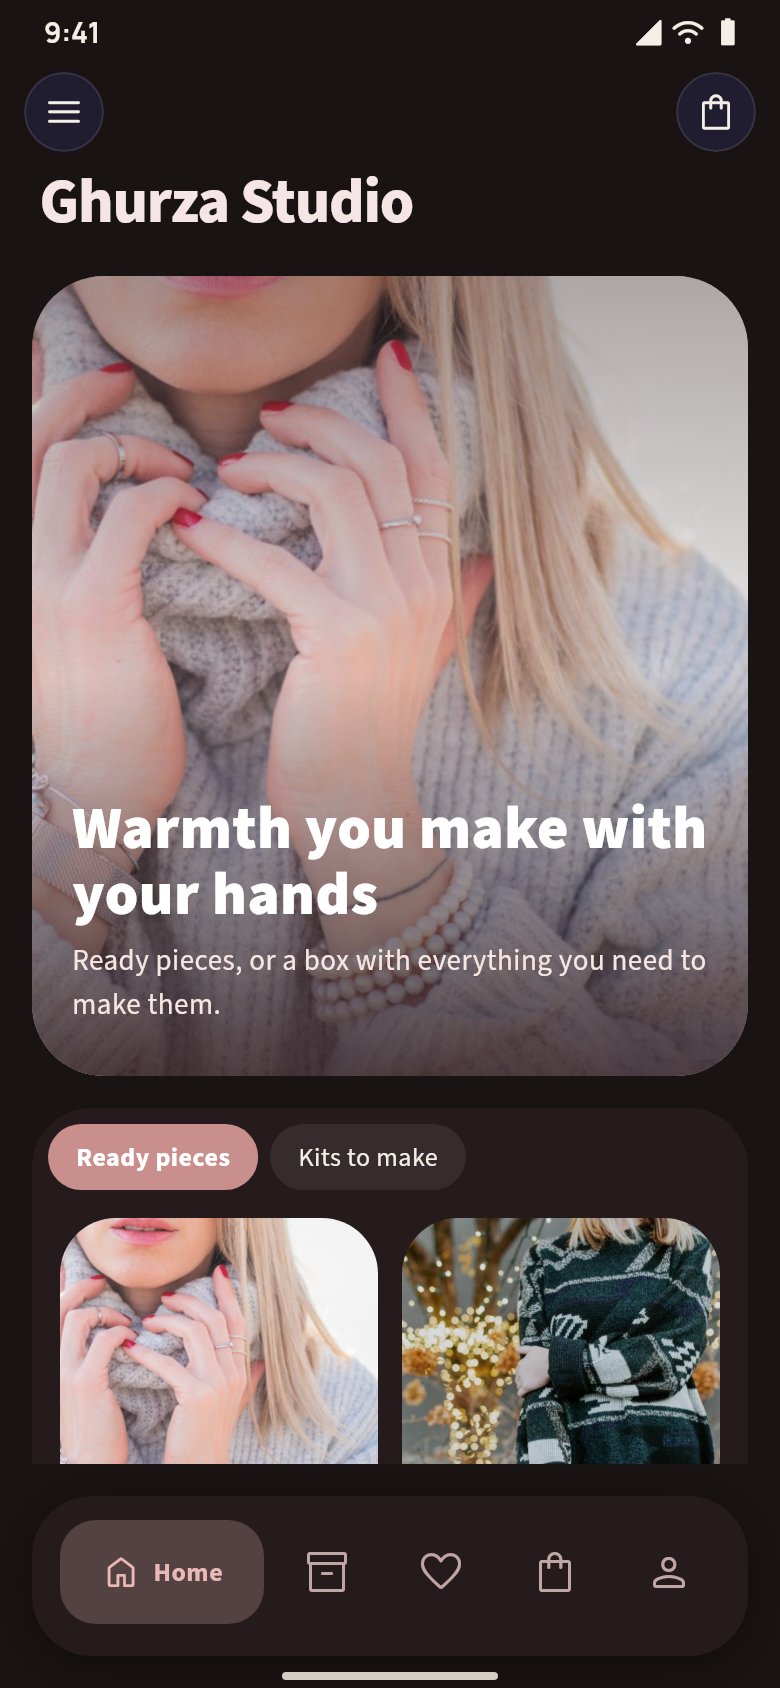 9:41
Ghurza Studio
Warmth you make with
your hands
Ready pieces, or a box with everything you need to
make them.
Ready pieces
Kits to make
Home